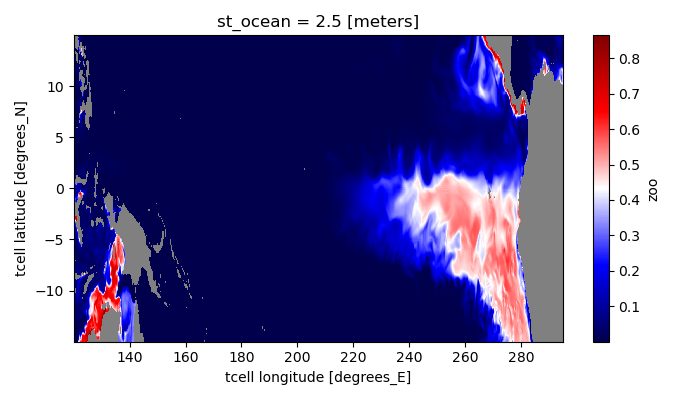 st_ocean = 2.5 [meters]
10
5
0
−5
−10
tcell latitude [degrees_N]
140 160 180 200 220 240 260 280
tcell longitude [degrees_E]
0.8
0.7
0.6
0.5
0.4
0.3
0.2
0.1
zoo